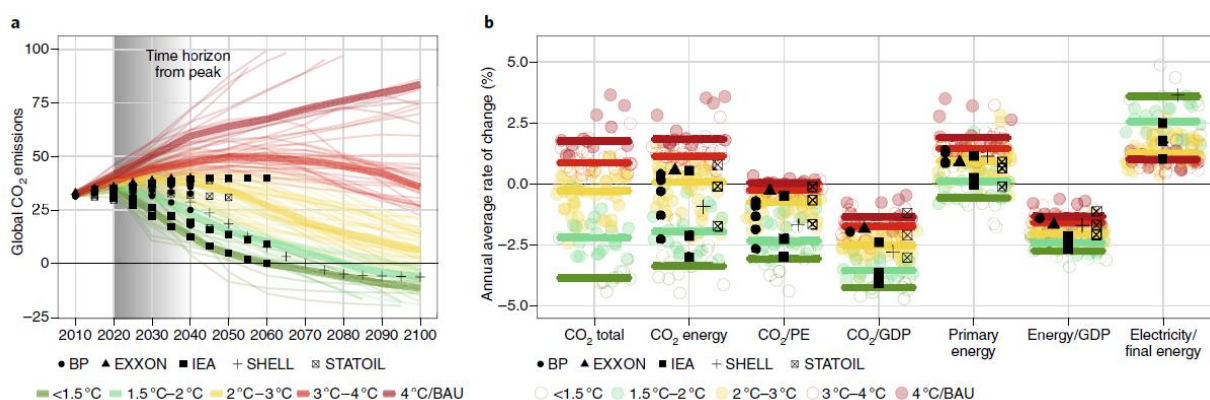 a
Global CO2 emissions
100
75
50
25
0
−25
Time horizon
from peak
2010 2020 2030 2040 2050 2060 2070 2080 2090 2100
BP EXXON IEA SHELL STATOIL
<1.5 °C 1.5 °C–2 °C 2 °C–3 °C 3 °C–4 °C 4 °C/BAU
b
Annual average rate of change (%)
5.0
2.5
0.0
−2.5
−5.0
CO2 total CO2 energy CO2/PE CO2/GDP Primary energy Energy/GDP Electricity/final energy
BP EXXON IEA SHELL STATOIL
<1.5 °C 1.5 °C–2 °C 2 °C–3 °C 3 °C–4 °C 4 °C/BAU